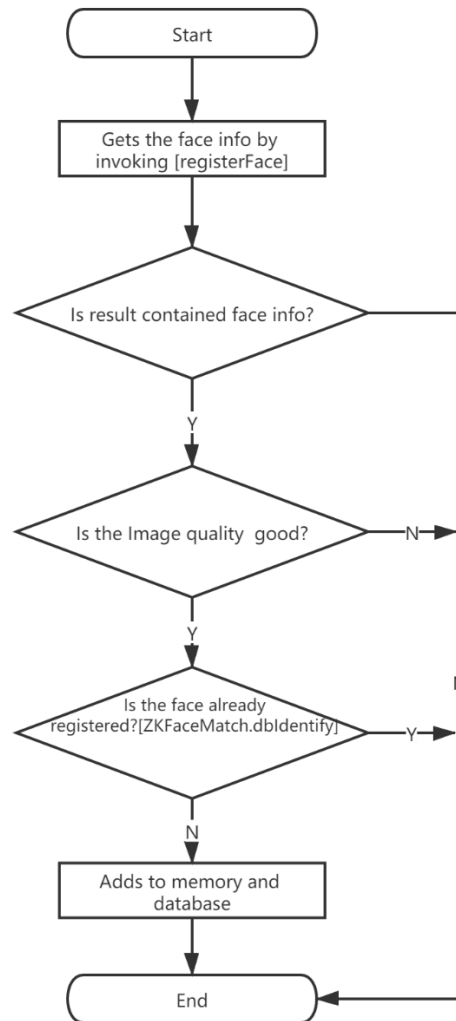 Start
Gets the face info by
invoking [registerFace]
Is result contained face info?
Y
Is the Image quality good?
N
Y
Is the face already
registered?[ZKFaceMatch.dbIdentify]
Y
N
Adds to memory and
database
End